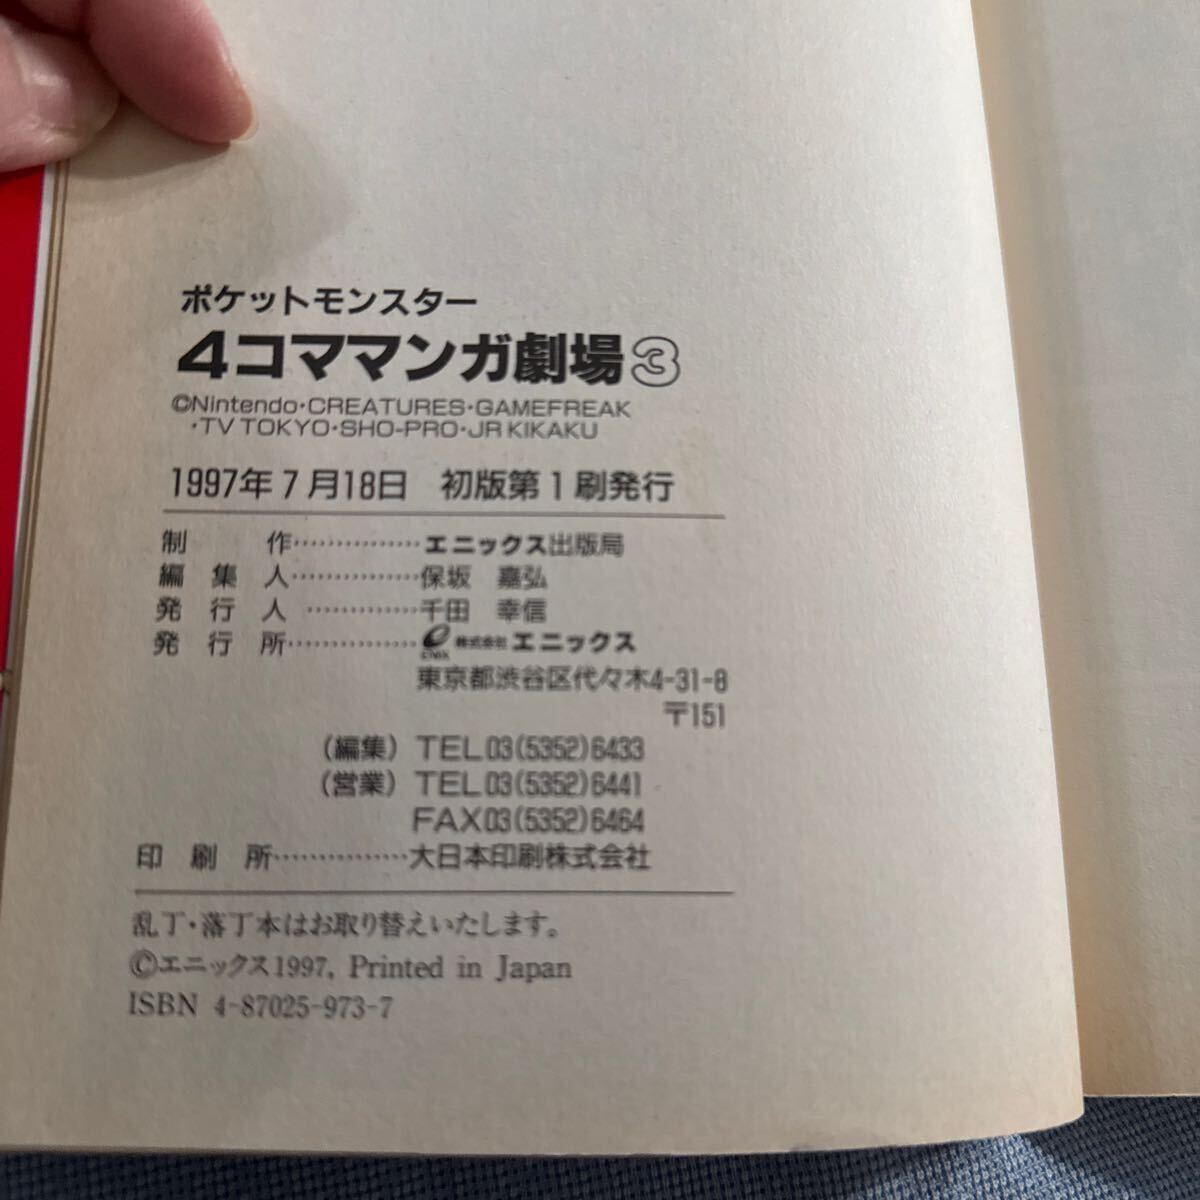 ポケットモンスター
4コママンガ劇場③
©Nintendo・CREATURES・GAMEFREAK
・TV TOKYO・SHO-PRO・JR KIKAKU
1997年7月18日 初版第1刷発行
制作……………エニックス出版局
編集人……………保坂 嘉弘
発行人……………千田 幸信
発行所……………株式会社エニックス
東京都渋谷区代々木4-31-8
〒151
(編集) TEL03(5352)6433
(営業) TEL03(5352)6441
FAX03(5352)6464
印刷所……………大日本印刷株式会社
乱丁・落丁本はお取り替えいたします。
©エニックス1997, Printed in Japan
ISBN 4-87025-973-7